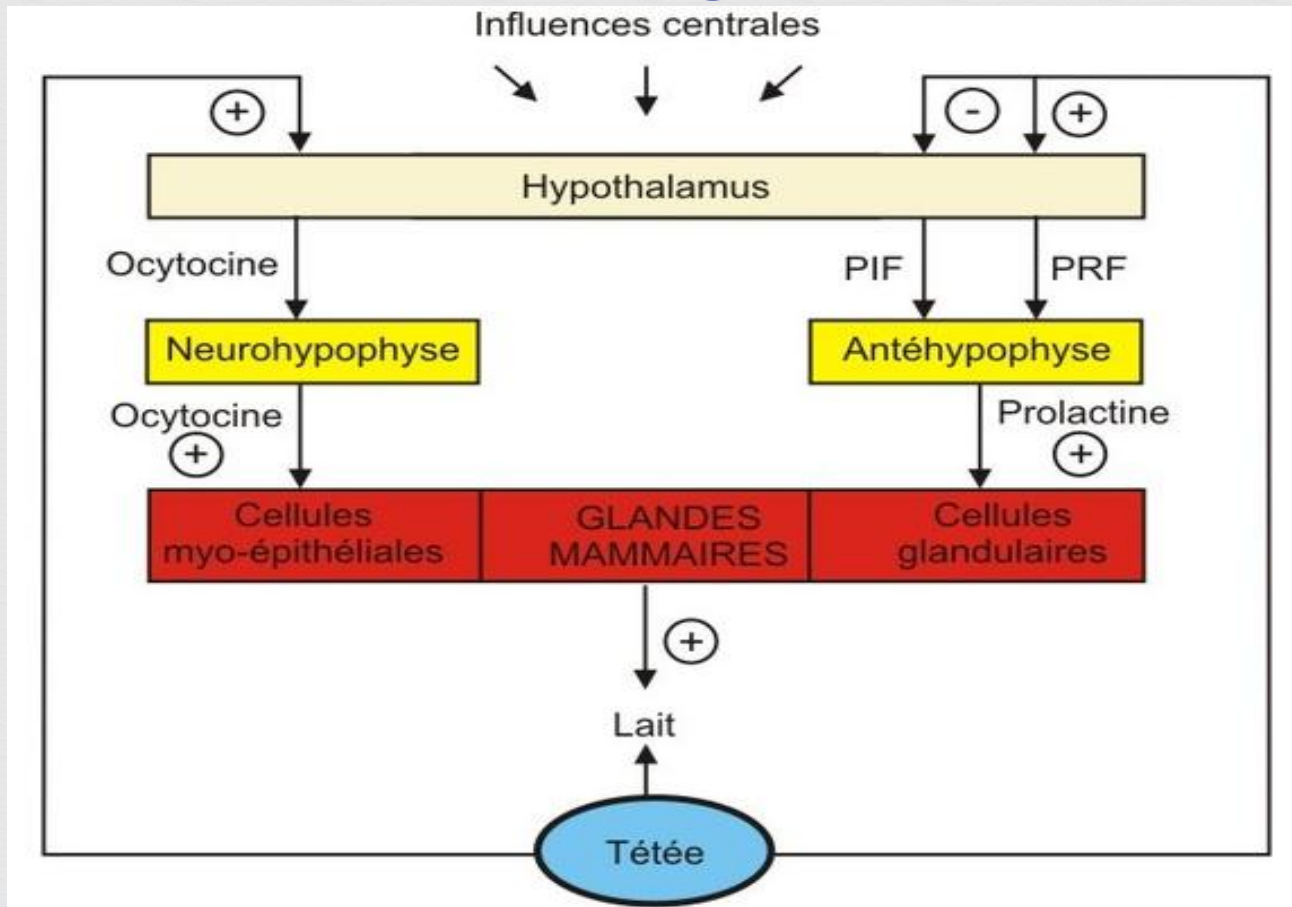 Influences centrales
+
-
+
Hypothalamus
Ocytocine
PIF
PRF
Neurohypophyse
Antéhypophyse
Ocytocine
+
Prolactine
+
Cellules
myo-épithéliales
GLANDES
MAMMAIRES
Cellules
glandulaires
+
Lait
Tétée